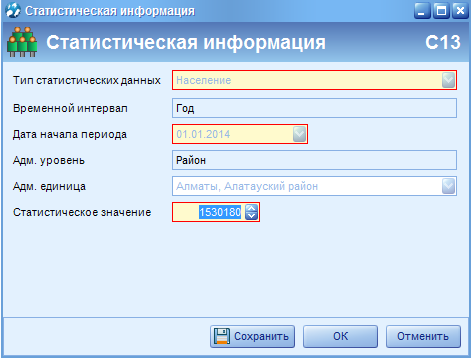 Статистическая информация
Статистическая информация C13
Тип статистических данных Население
Временной интервал Год
Дата начала периода 01.01.2014
Адм. уровень Район
Адм. единица Алматы, Алатауский район
Статистическое значение 1530180
Сохранить OK Отменить